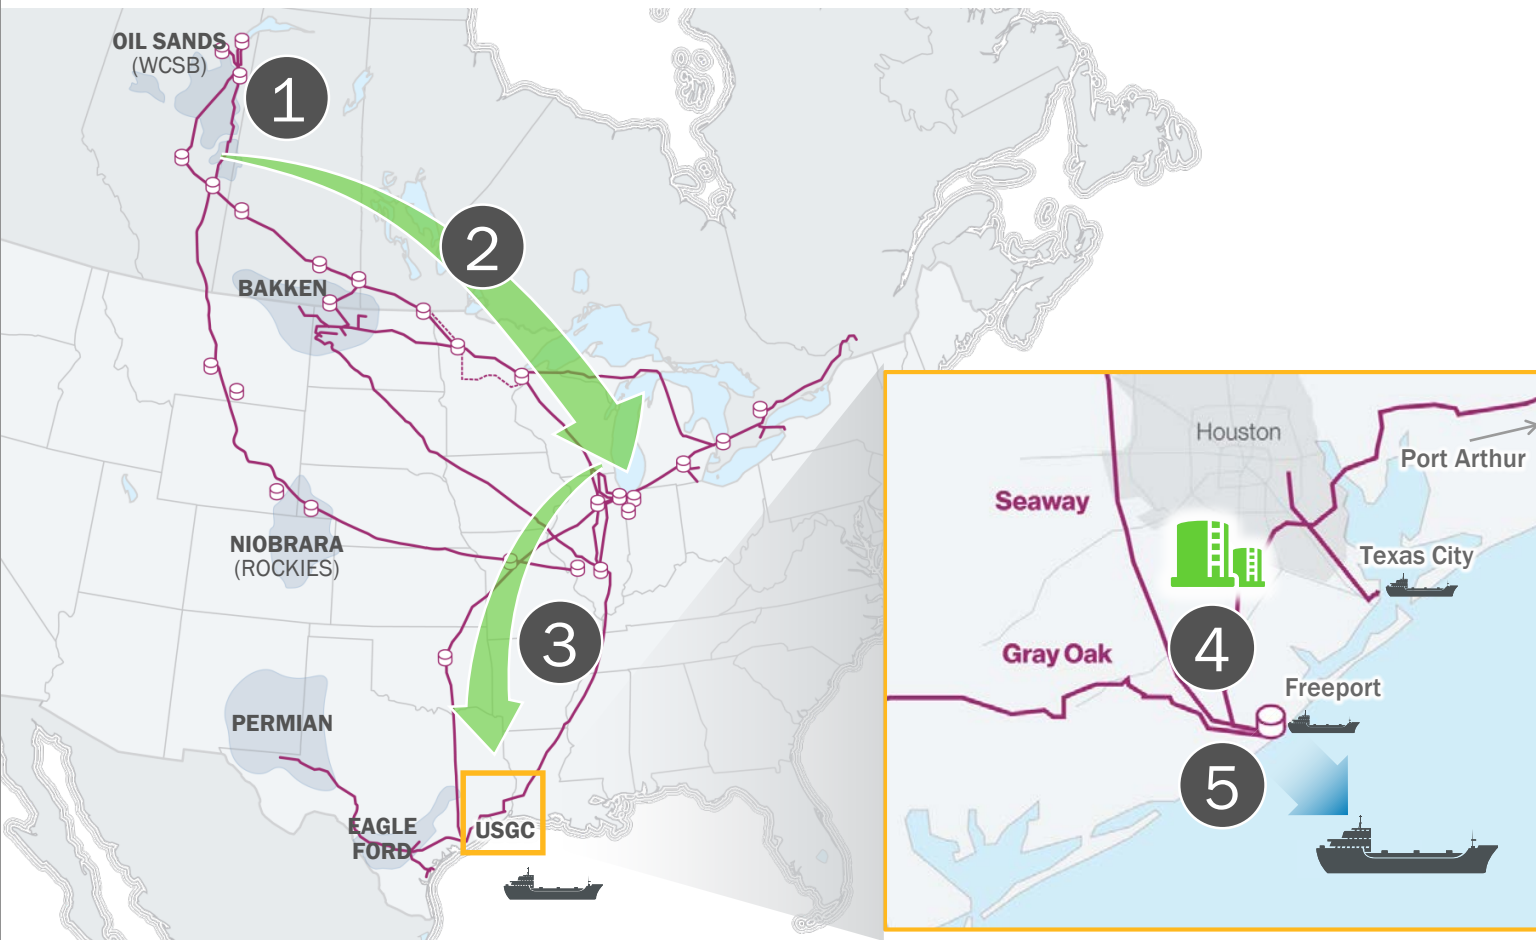 OIL SANDS
(WCSB)
1
2
BAKKEN
NIOBRARA
(ROCKIES)
3
PERMIAN
EAGLE
FORD
USGC
Houston
Port Arthur
Seaway
Texas City
4
Gray Oak
Freeport
5